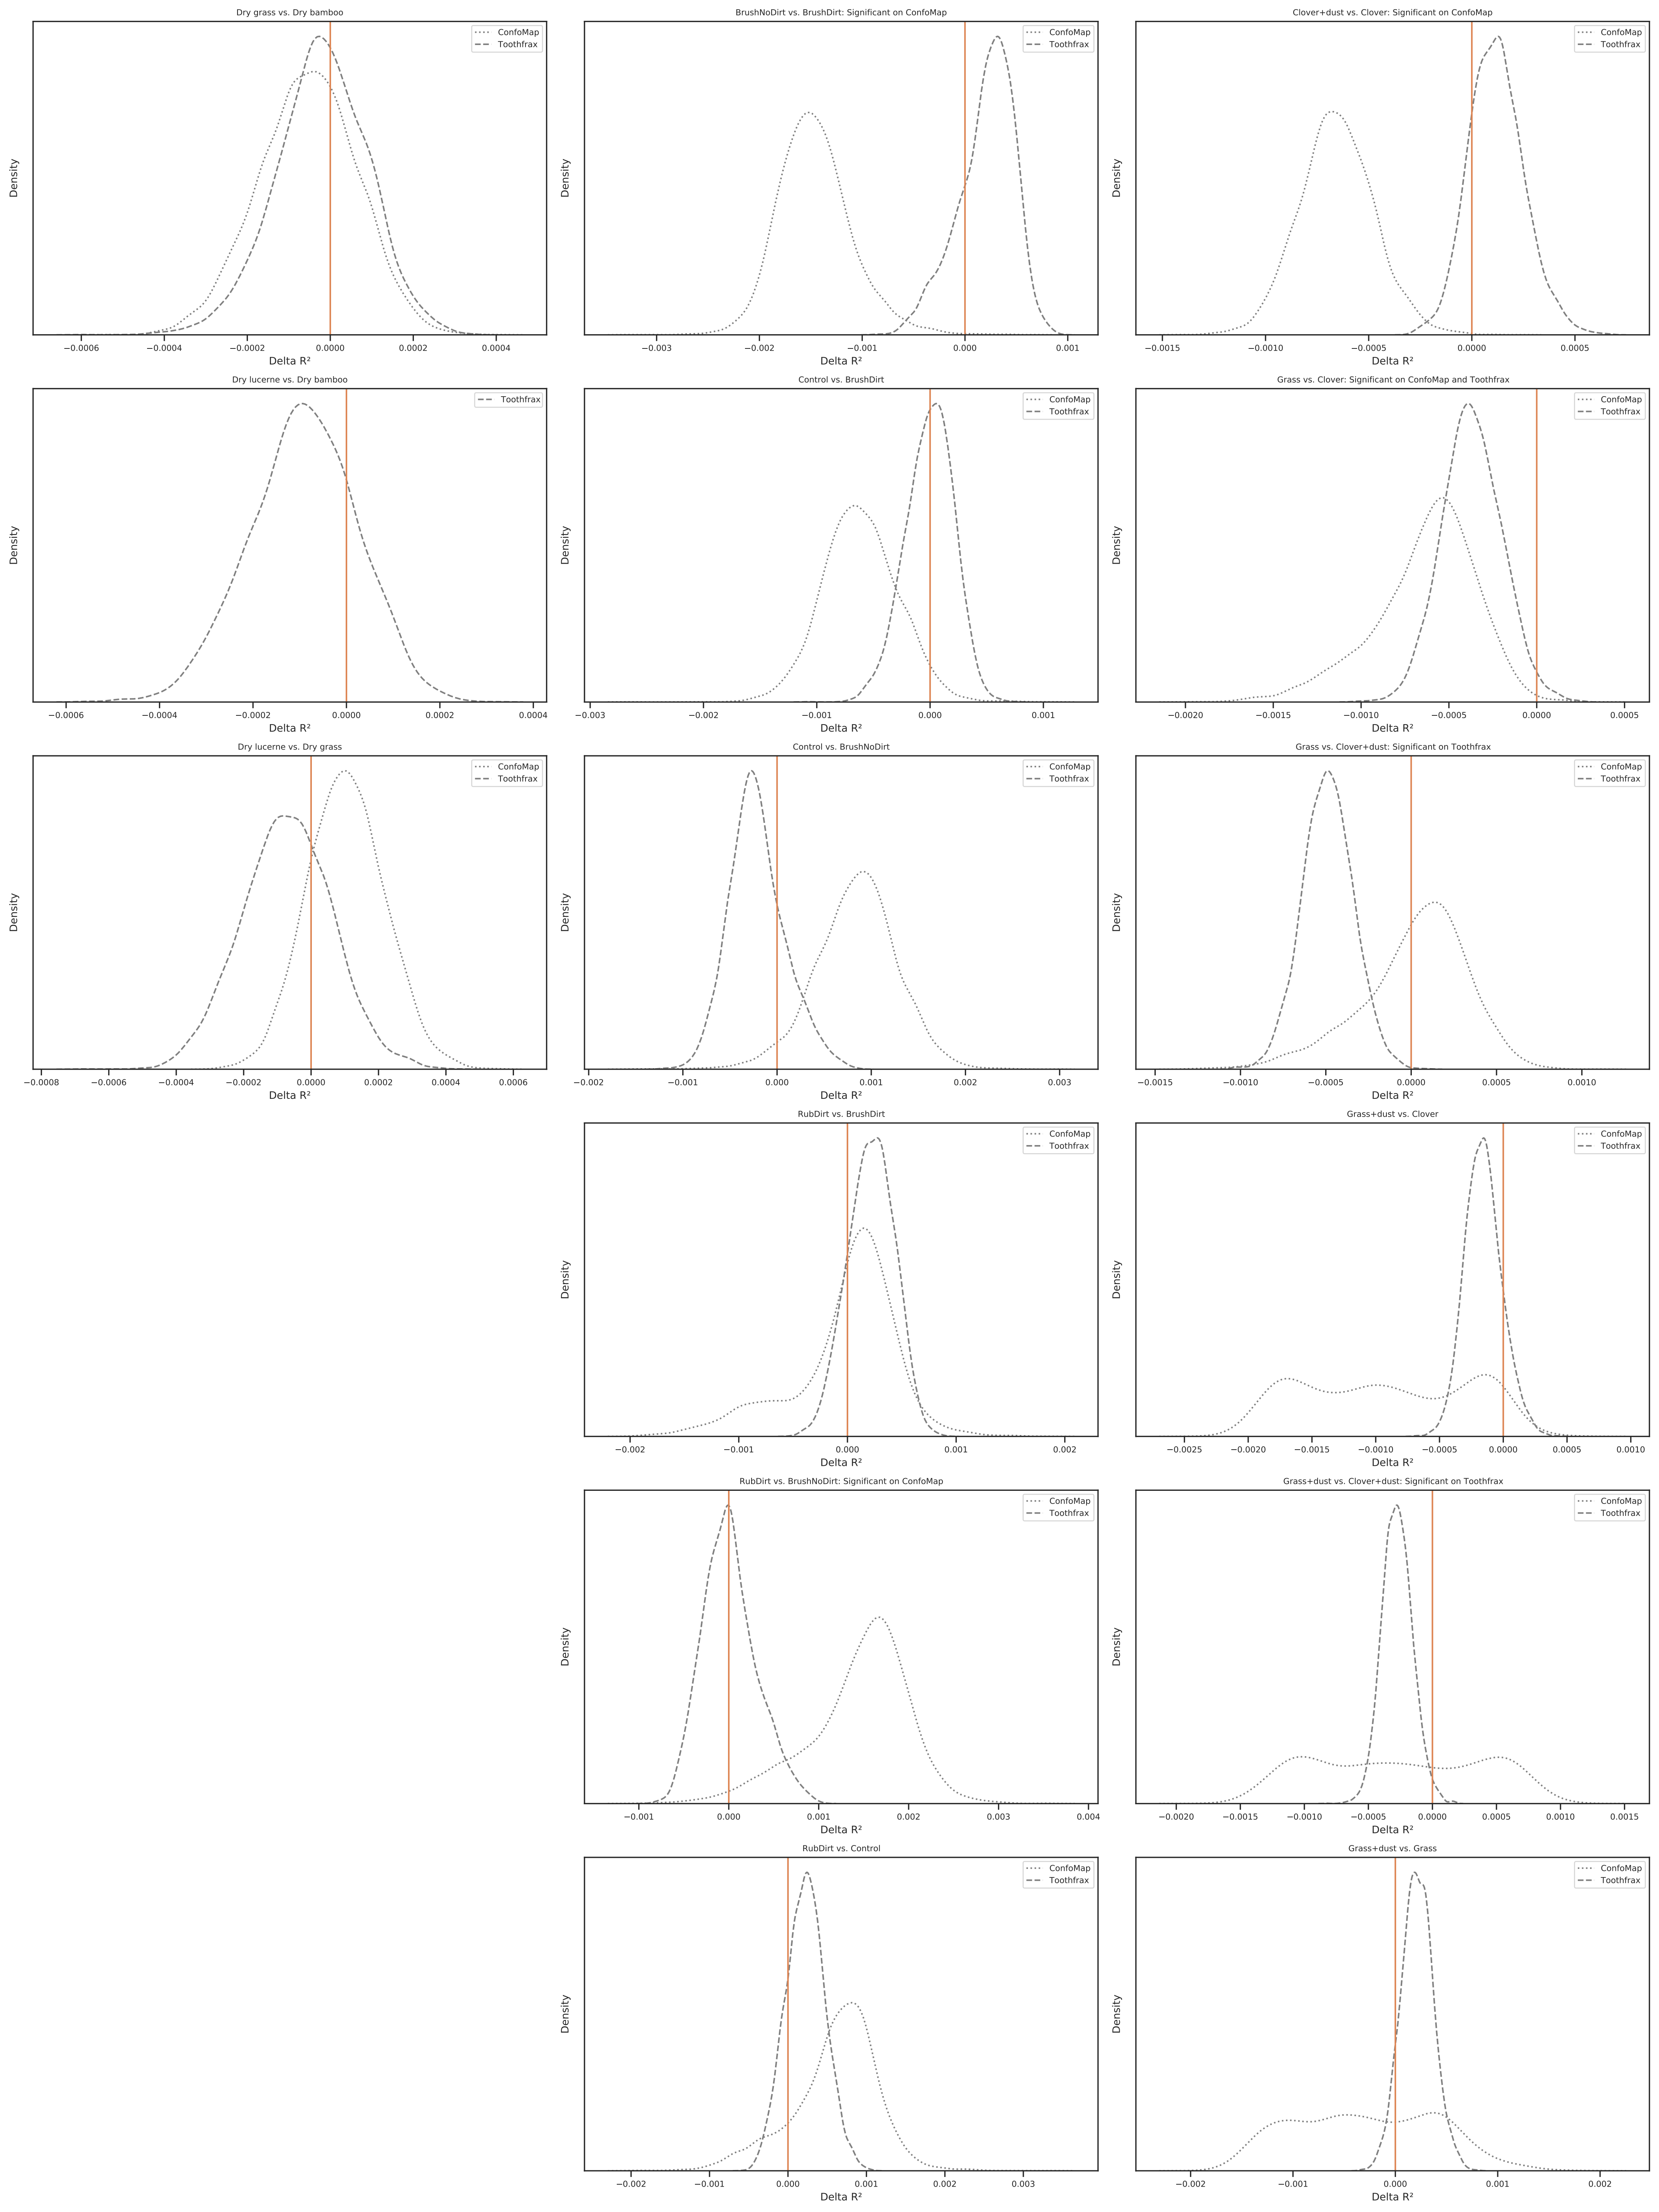 Dry grass vs. Dry bamboo
ConfoMap
Toothfrax
Density
−0.0006 −0.0004 −0.0002 0.0000 0.0002 0.0004
Delta R²
BrushNoDirt vs. BrushDirt: Significant on ConfoMap
ConfoMap
Toothfrax
Density
−0.003 −0.002 −0.001 0.000 0.001
Delta R²
Clover+dust vs. Clover: Significant on ConfoMap
ConfoMap
Toothfrax
Density
−0.0015 −0.0010 −0.0005 0.0000 0.0005
Delta R²
Dry lucerne vs. Dry bamboo
Toothfrax
Density
−0.0006 −0.0004 −0.0002 0.0000 0.0002 0.0004
Delta R²
Control vs. BrushDirt
ConfoMap
Toothfrax
Density
−0.003 −0.002 −0.001 0.000 0.001
Delta R²
Grass vs. Clover: Significant on ConfoMap and Toothfrax
ConfoMap
Toothfrax
Density
−0.0020 −0.0015 −0.0010 −0.0005 0.0000 0.0005
Delta R²
Dry lucerne vs. Dry grass
ConfoMap
Toothfrax
Density
−0.0008 −0.0006 −0.0004 −0.0002 0.0000 0.0002 0.0004 0.0006
Delta R²
Control vs. BrushNoDirt
ConfoMap
Toothfrax
Density
−0.002 −0.001 0.000 0.001 0.002 0.003
Delta R²
Grass vs. Clover+dust: Significant on Toothfrax
ConfoMap
Toothfrax
Density
−0.0015 −0.0010 −0.0005 0.0000 0.0005 0.0010
Delta R²
RubDirt vs. BrushDirt
ConfoMap
Toothfrax
Density
−0.002 −0.001 0.000 0.001 0.002
Delta R²
Grass+dust vs. Clover
ConfoMap
Toothfrax
Density
−0.0025 −0.0020 −0.0015 −0.0010 −0.0005 0.0000 0.0005 0.0010
Delta R²
RubDirt vs. BrushNoDirt: Significant on ConfoMap
ConfoMap
Toothfrax
Density
−0.001 0.000 0.001 0.002 0.003 0.004
Delta R²
Grass+dust vs. Clover+dust: Significant on Toothfrax
ConfoMap
Toothfrax
Density
−0.0020 −0.0015 −0.0010 −0.0005 0.0000 0.0005 0.0010 0.0015
Delta R²
RubDirt vs. Control
ConfoMap
Toothfrax
Density
−0.002 −0.001 0.000 0.001 0.002 0.003
Delta R²
Grass+dust vs. Grass
ConfoMap
Toothfrax
Density
−0.002 −0.001 0.000 0.001 0.002
Delta R²